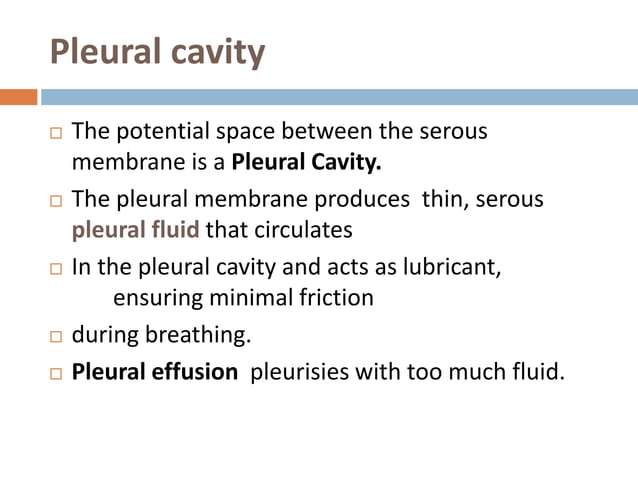 Pleural cavity
The potential space between the serous
membrane is a Pleural Cavity.
The pleural membrane produces  thin, serous
pleural fluid that circulates
In the pleural cavity and acts as lubricant,
ensuring minimal friction
during breathing.
Pleural effusion  pleurisies with too much fluid.